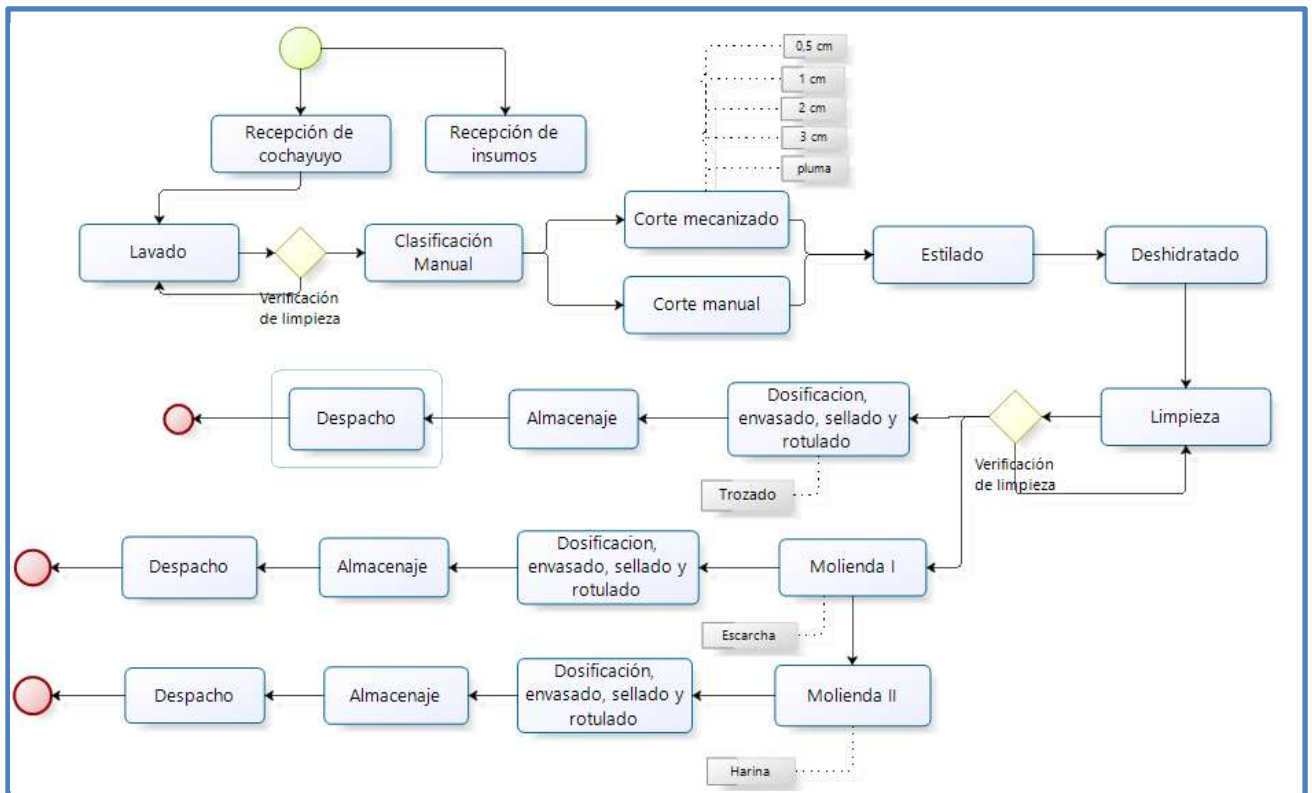 0,5 cm
1 cm
2 cm
3 cm
pluma
Recepción de
cochayuyo
Recepción de
insumos
Lavado
Verificación
de limpieza
Clasificación
Manual
Corte mecanizado
Corte manual
Estilado
Deshidratado
Despacho
Almacenaje
Dosificacion,
envasado, sellado y
rotulado
Trozado
Verificación
de limpieza
Limpieza
Despacho
Almacenaje
Dosificacion,
envasado, sellado y
rotulado
Molienda I
Escarcha
Despacho
Almacenaje
Dosificación,
envasado, sellado y
rotulado
Molienda II
Harina